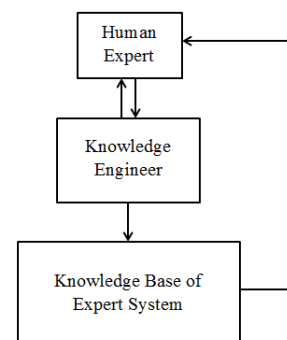 Human
Expert
Knowledge
Engineer
Knowledge Base of
Expert System